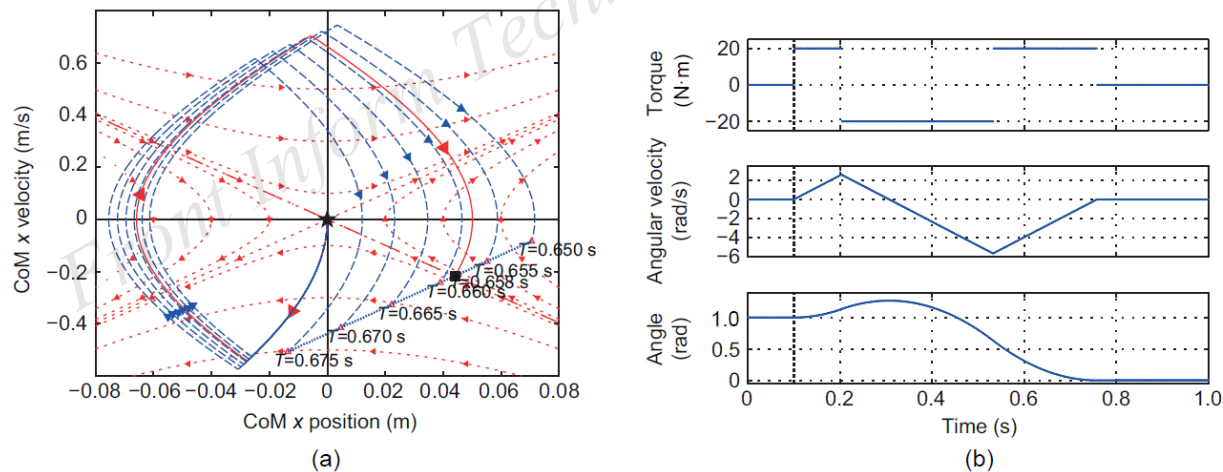 Front Inform Techn
0.6
0.4
0.2
0
−0.2
−0.4
CoM x velocity (m/s)
T=0.650 s
T=0.655 s
T=0.658 s
T=0.660 s
T=0.665 s
T=0.670 s
T=0.675 s
−0.08 −0.06 −0.04 −0.02 0 0.02 0.04 0.06 0.08
CoM x position (m)
(a)
Torque
(N·m)
20
0
−20
Angular velocity
(rad/s)
2
0
−2
−4
−6
Angle
(rad)
1.0
0.5
0
0 0.2 0.4 0.6 0.8 1.0
Time (s)
(b)